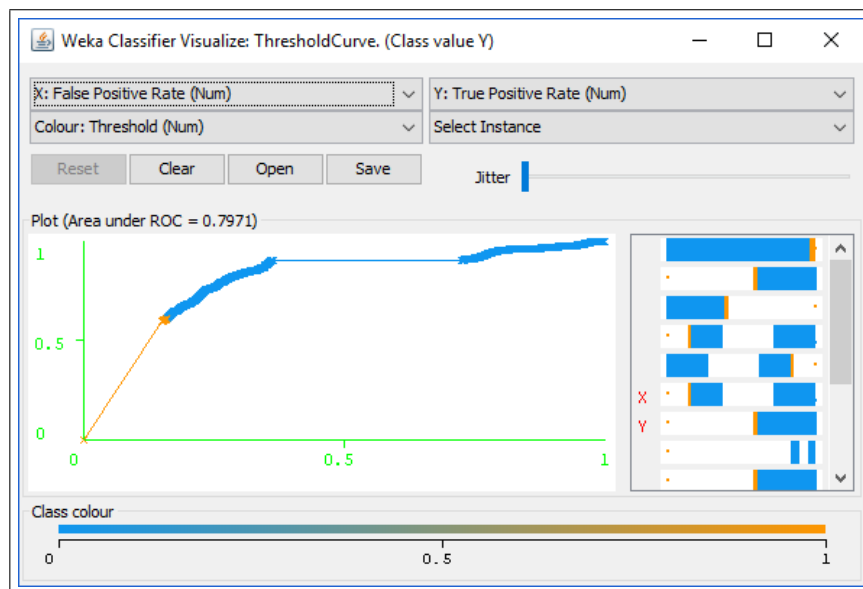 Weka Classifier Visualize: ThresholdCurve. (Class value Y)
X: False Positive Rate (Num) Y: True Positive Rate (Num)
Colour: Threshold (Num) Select Instance
Reset Clear Open Save Jitter
Plot (Area under ROC = 0.7971)
1
0.5
0
0 0.5 1
X
Y
Class colour
0 0.5 1